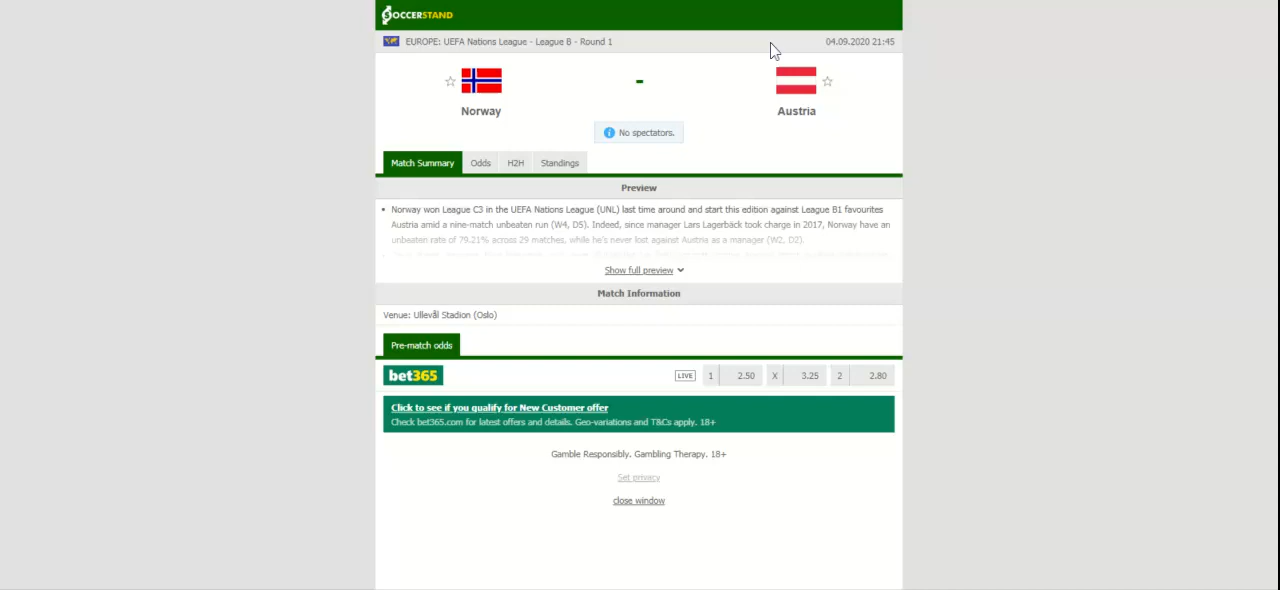 SOCCERSTAND
EUROPE: UEFA Nations League - League B - Round 1 04.09.2020 21:45
-
Norway Austria
No spectators.
Match Summary Odds H2H Standings
Preview
• Norway won League C3 in the UEFA Nations League (UNL) last time around and start this edition against League B1 favourites
Austria amid a nine-match unbeaten run (W4, D5). Indeed, since manager Lars Lagerbäck took charge in 2017, Norway have an
unbeaten rate of 79.21% across 29 matches, while he's never lost against Austria as a manager (W2, D2).
Show full preview
Match Information
Venue: Ullevål Stadion (Oslo)
Pre-match odds
bet365 LIVE 1 2.50 X 3.25 2 2.80
Click to see if you qualify for New Customer offer
Check bet365.com for latest offers and details. Geo-variations and T&Cs apply. 18+
Gamble Responsibly. Gambling Therapy. 18+
Set privacy
close window